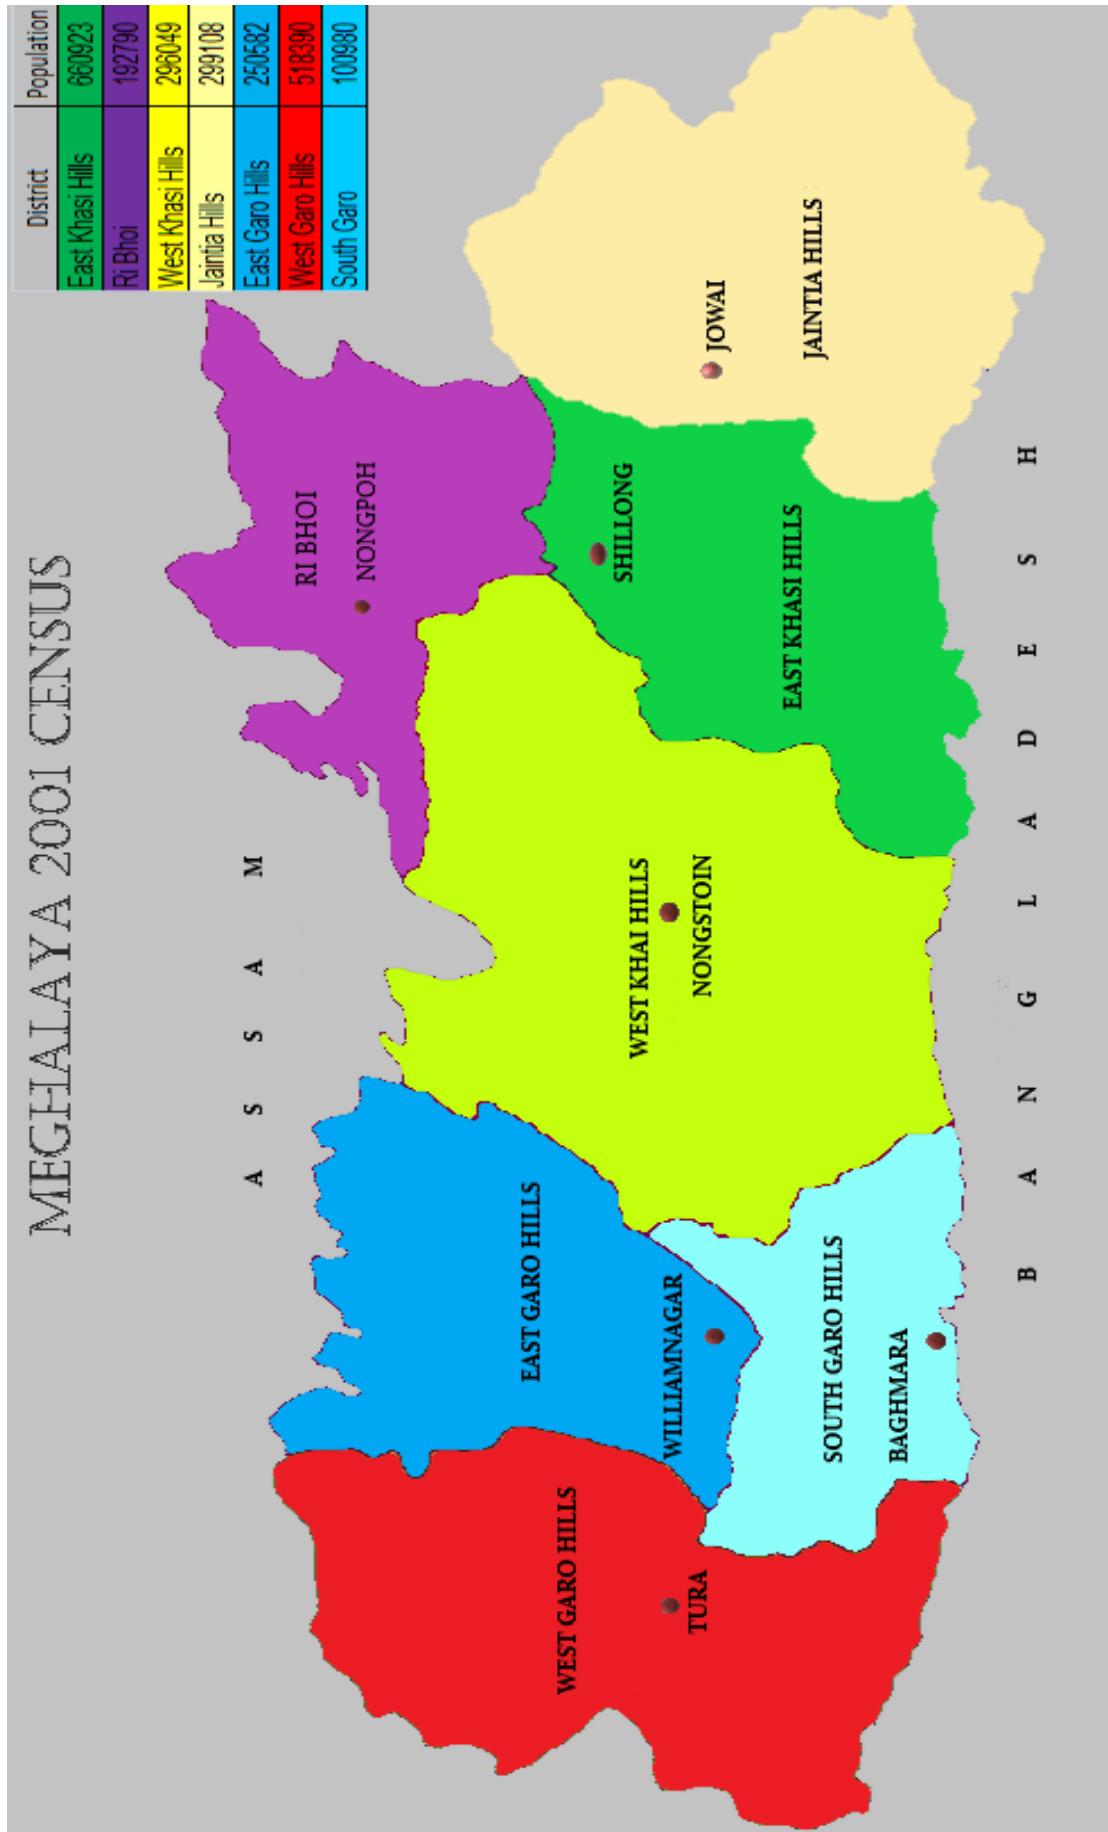 MEGHALAYA 2001 CENSUS
District Population
East Khasi Hills 660923
Ri Bhoi 192790
West Khasi Hills 296049
Jaintia Hills 299108
East Garo Hills 250582
West Garo Hills 518390
South Garo 100980
A S S A M
RI BHOI
NONGPOH
EAST GARO HILLS
WEST GARO HILLS
SHILLONG
WEST KHAI HILLS
WILLIAMNAGAR
TURA
NONGSTOIN
JOWAI
EAST KHASI HILLS
JAINTIA HILLS
SOUTH GARO HILLS
BAGHMARA
B A N G L A D E S H